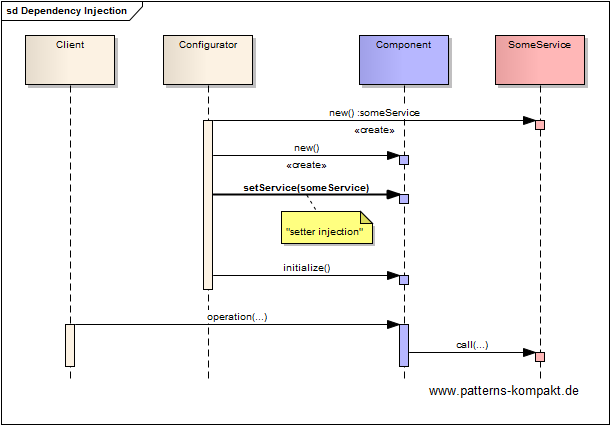 sd Dependency Injection
Client
Configurator
Component
SomeService
new() :someService
«create»
new()
«create»
setService(someService)
"setter injection"
initialize()
operation(...)
call(...)
www.patterns-kompakt.de